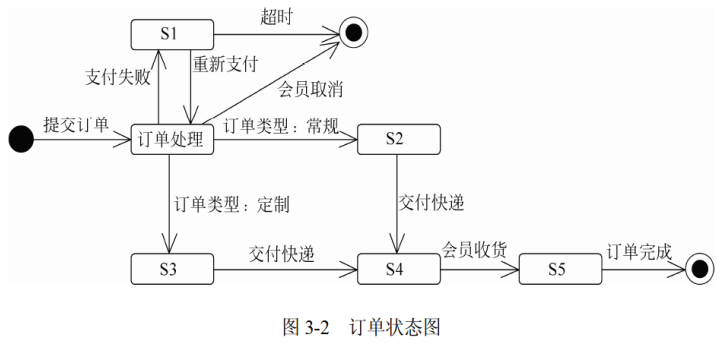 超时
S1
重新支付
支付失败
会员取消
提交订单
订单处理
订单类型：常规
S2
订单类型：定制
交付快递
S3
交付快递
S4
会员收货
S5
订单完成
图 3-2 订单状态图